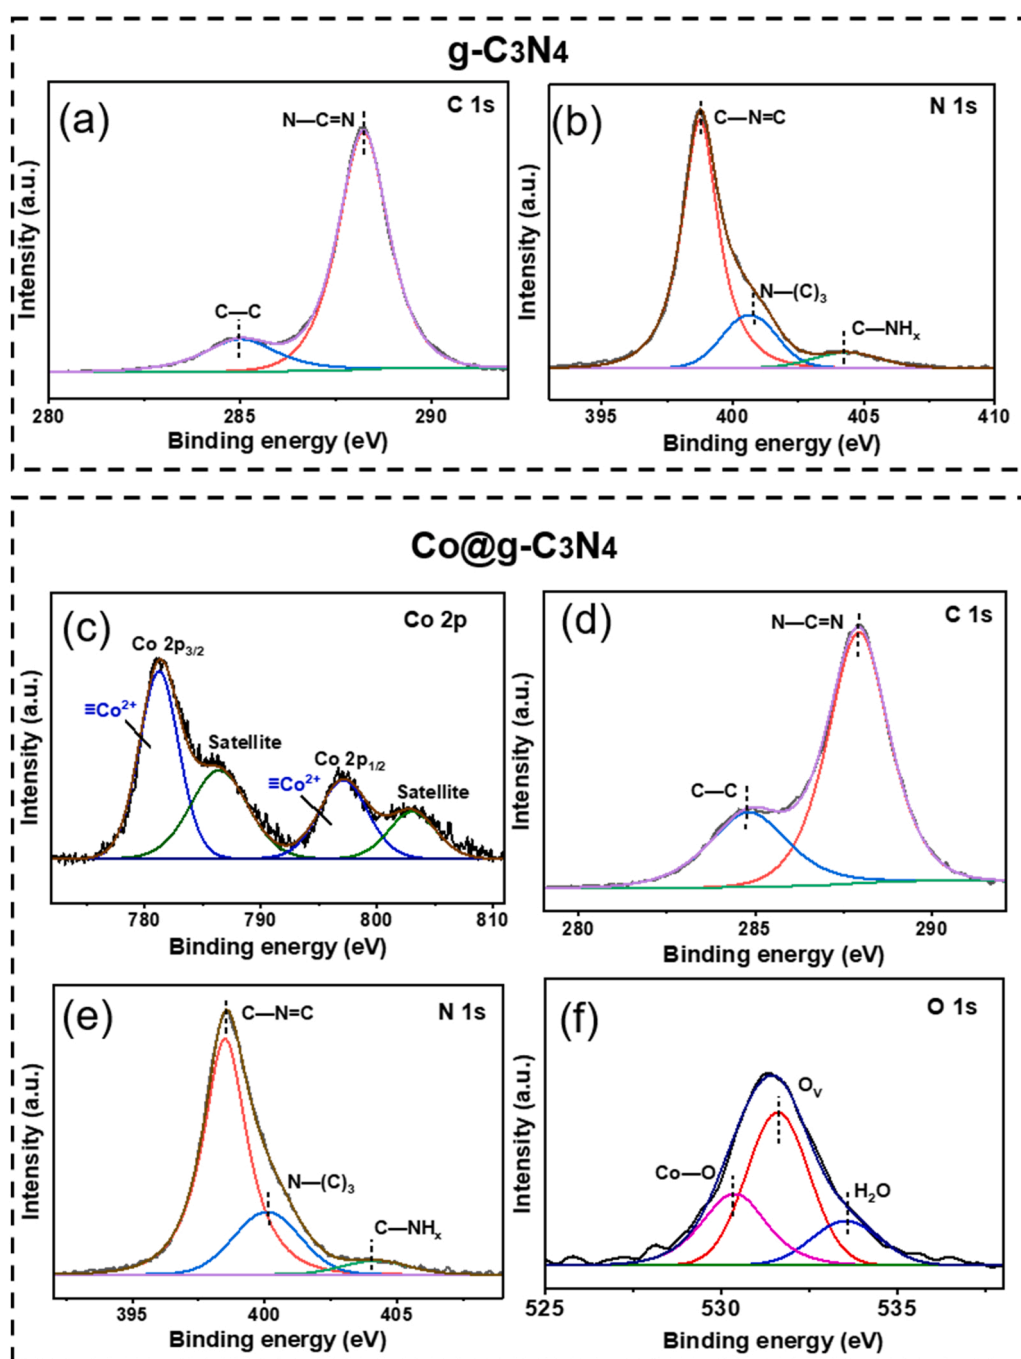 g-C3N4
(a)
C 1s
N—C=N
C—C
Intensity (a.u.)
280 285 290
Binding energy (eV)
(b)
N 1s
C—N=C
N—(C)3
C—NHx
Intensity (a.u.)
395 400 405 410
Binding energy (eV)
Co@g-C3N4
(c)
Co 2p
Co 2p3/2
≡Co2+
Satellite
Co 2p1/2
≡Co2+
Satellite
Intensity (a.u.)
780 790 800 810
Binding energy (eV)
(d)
C 1s
N—C=N
C—C
Intensity (a.u.)
280 285 290
Binding energy (eV)
(e)
N 1s
C—N=C
N—(C)3
C—NHx
Intensity (a.u.)
395 400 405
Binding energy (eV)
(f)
O 1s
OV
Co—O
H2O
Intensity (a.u.)
525 530 535
Binding energy (eV)